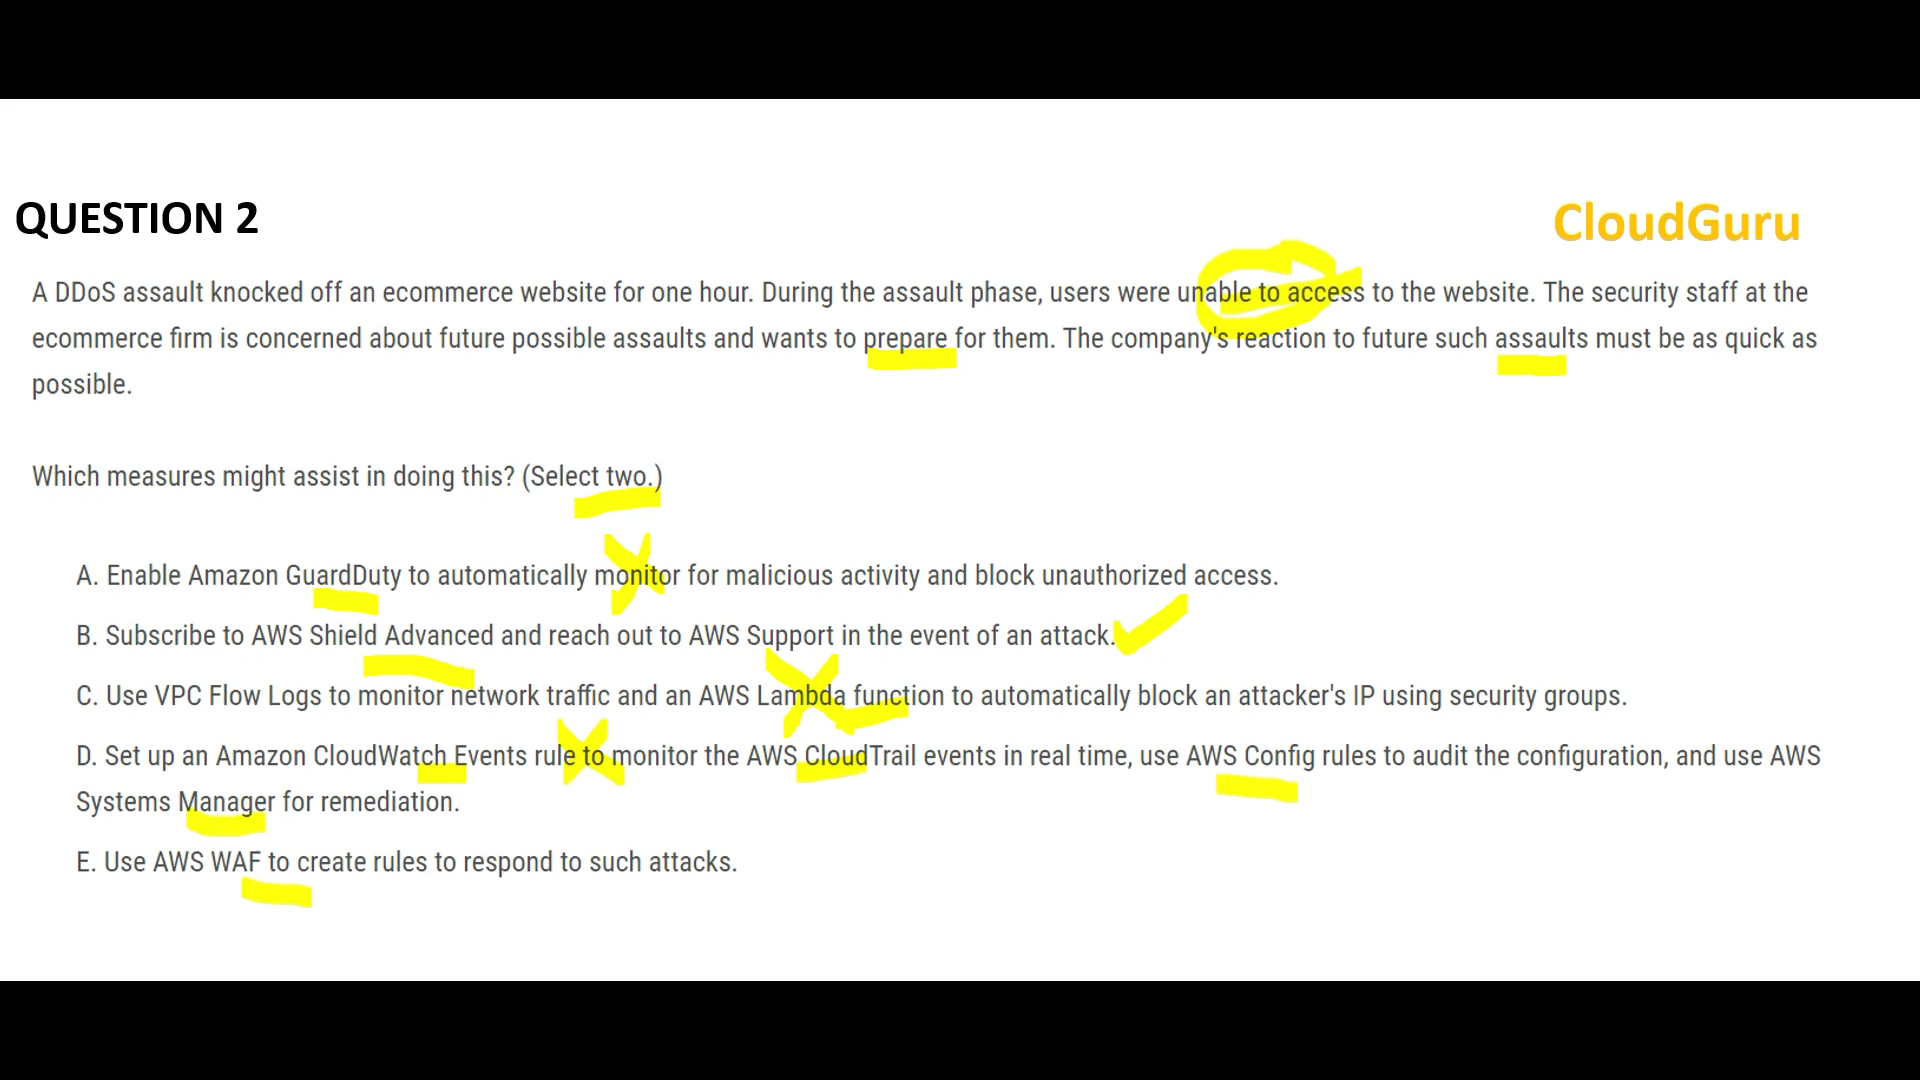 QUESTION 2
CloudGuru
A DDoS assault knocked off an ecommerce website for one hour. During the assault phase, users were unable to access to the website. The security staff at the
ecommerce firm is concerned about future possible assaults and wants to prepare for them. The company's reaction to future such assaults must be as quick as
possible.
Which measures might assist in doing this? (Select two.)
A. Enable Amazon GuardDuty to automatically monitor for malicious activity and block unauthorized access.
B. Subscribe to AWS Shield Advanced and reach out to AWS Support in the event of an attack.
C. Use VPC Flow Logs to monitor network traffic and an AWS Lambda function to automatically block an attacker's IP using security groups.
D. Set up an Amazon CloudWatch Events rule to monitor the AWS CloudTrail events in real time, use AWS Config rules to audit the configuration, and use AWS
Systems Manager for remediation.
E. Use AWS WAF to create rules to respond to such attacks.